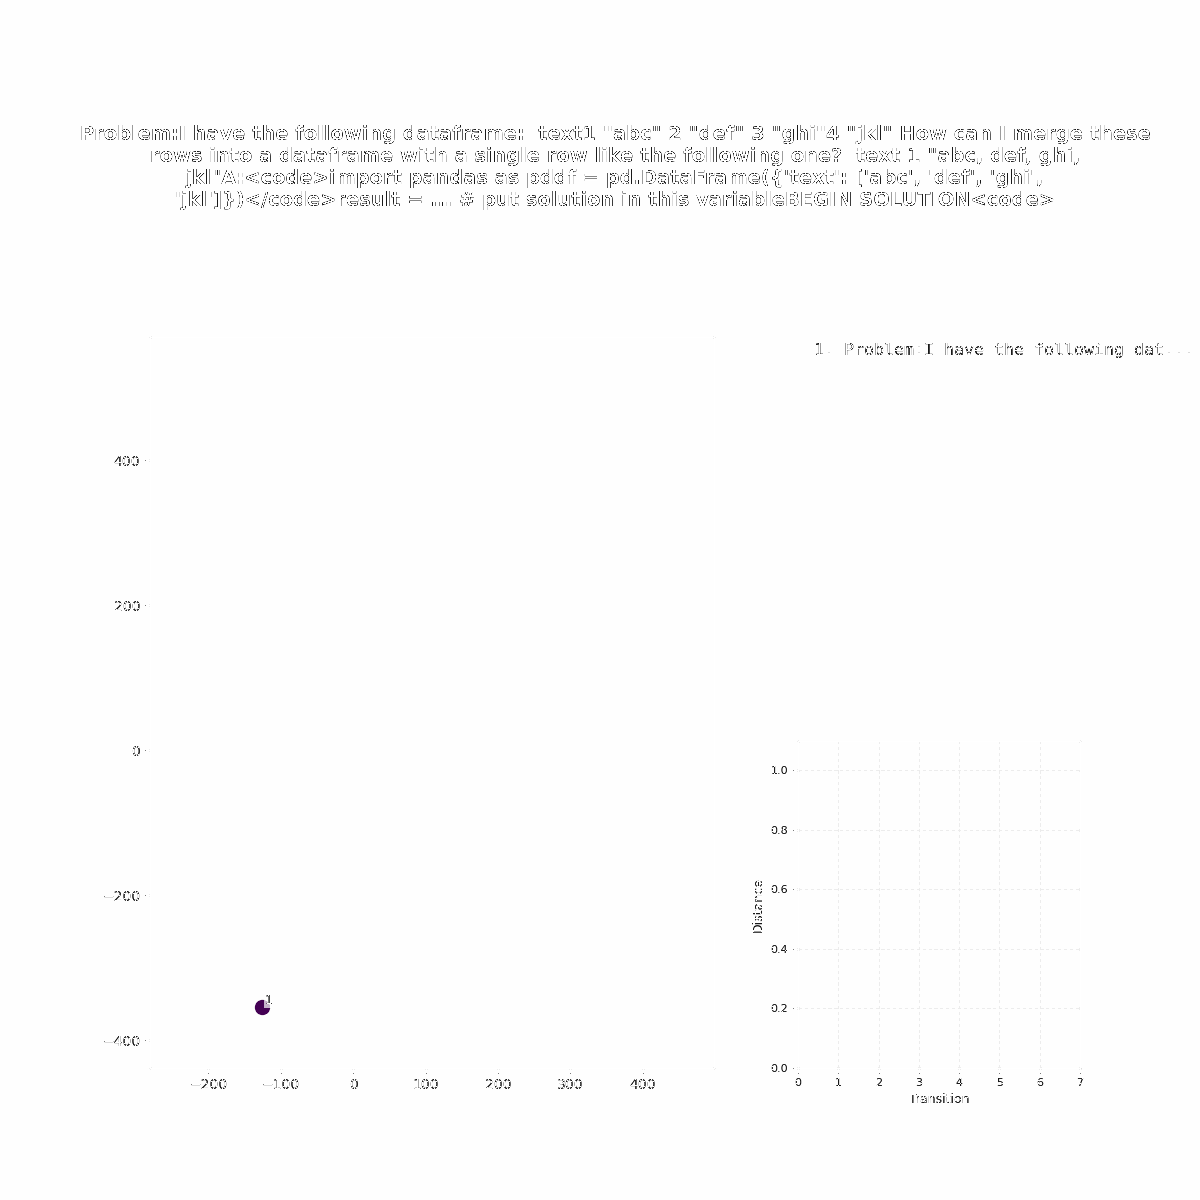 Problem:I have the following dataframe:  text1 "abc" 2 "def" 3 "ghi"4 "jkl" How can I merge these
rows into a dataframe with a single row like the following one?  text 1 "abc, def, ghi,
jkl"A:<code>import pandas as pddf = pd.DataFrame({'text': ['abc', 'def', 'ghi',
'jkl']})</code>result = ... # put solution in this variableBEGIN SOLUTION<code>
1. Problem:I have the following dat...
400
200
0
−200
−400
−200 −100 0 100 200 300 400
1
1.0
0.8
0.6
0.4
0.2
0.0
Distance
0 1 2 3 4 5 6 7
Transition